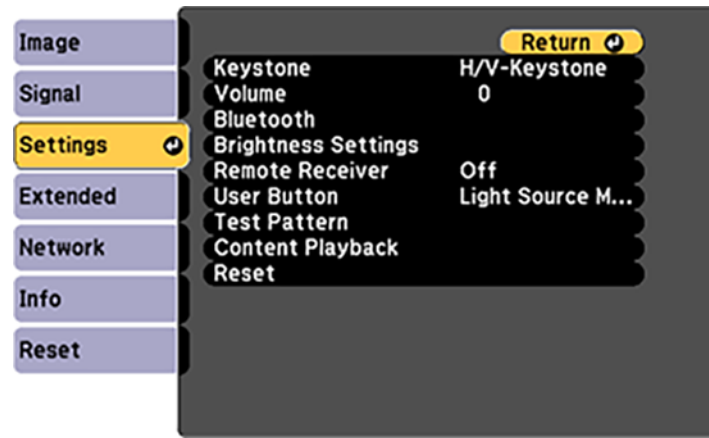 Image
Signal
Settings
Extended
Network
Info
Reset
Return
Keystone H/V-Keystone
Volume 0
Bluetooth
Brightness Settings
Remote Receiver Off
User Button Light Source M...
Test Pattern
Content Playback
Reset